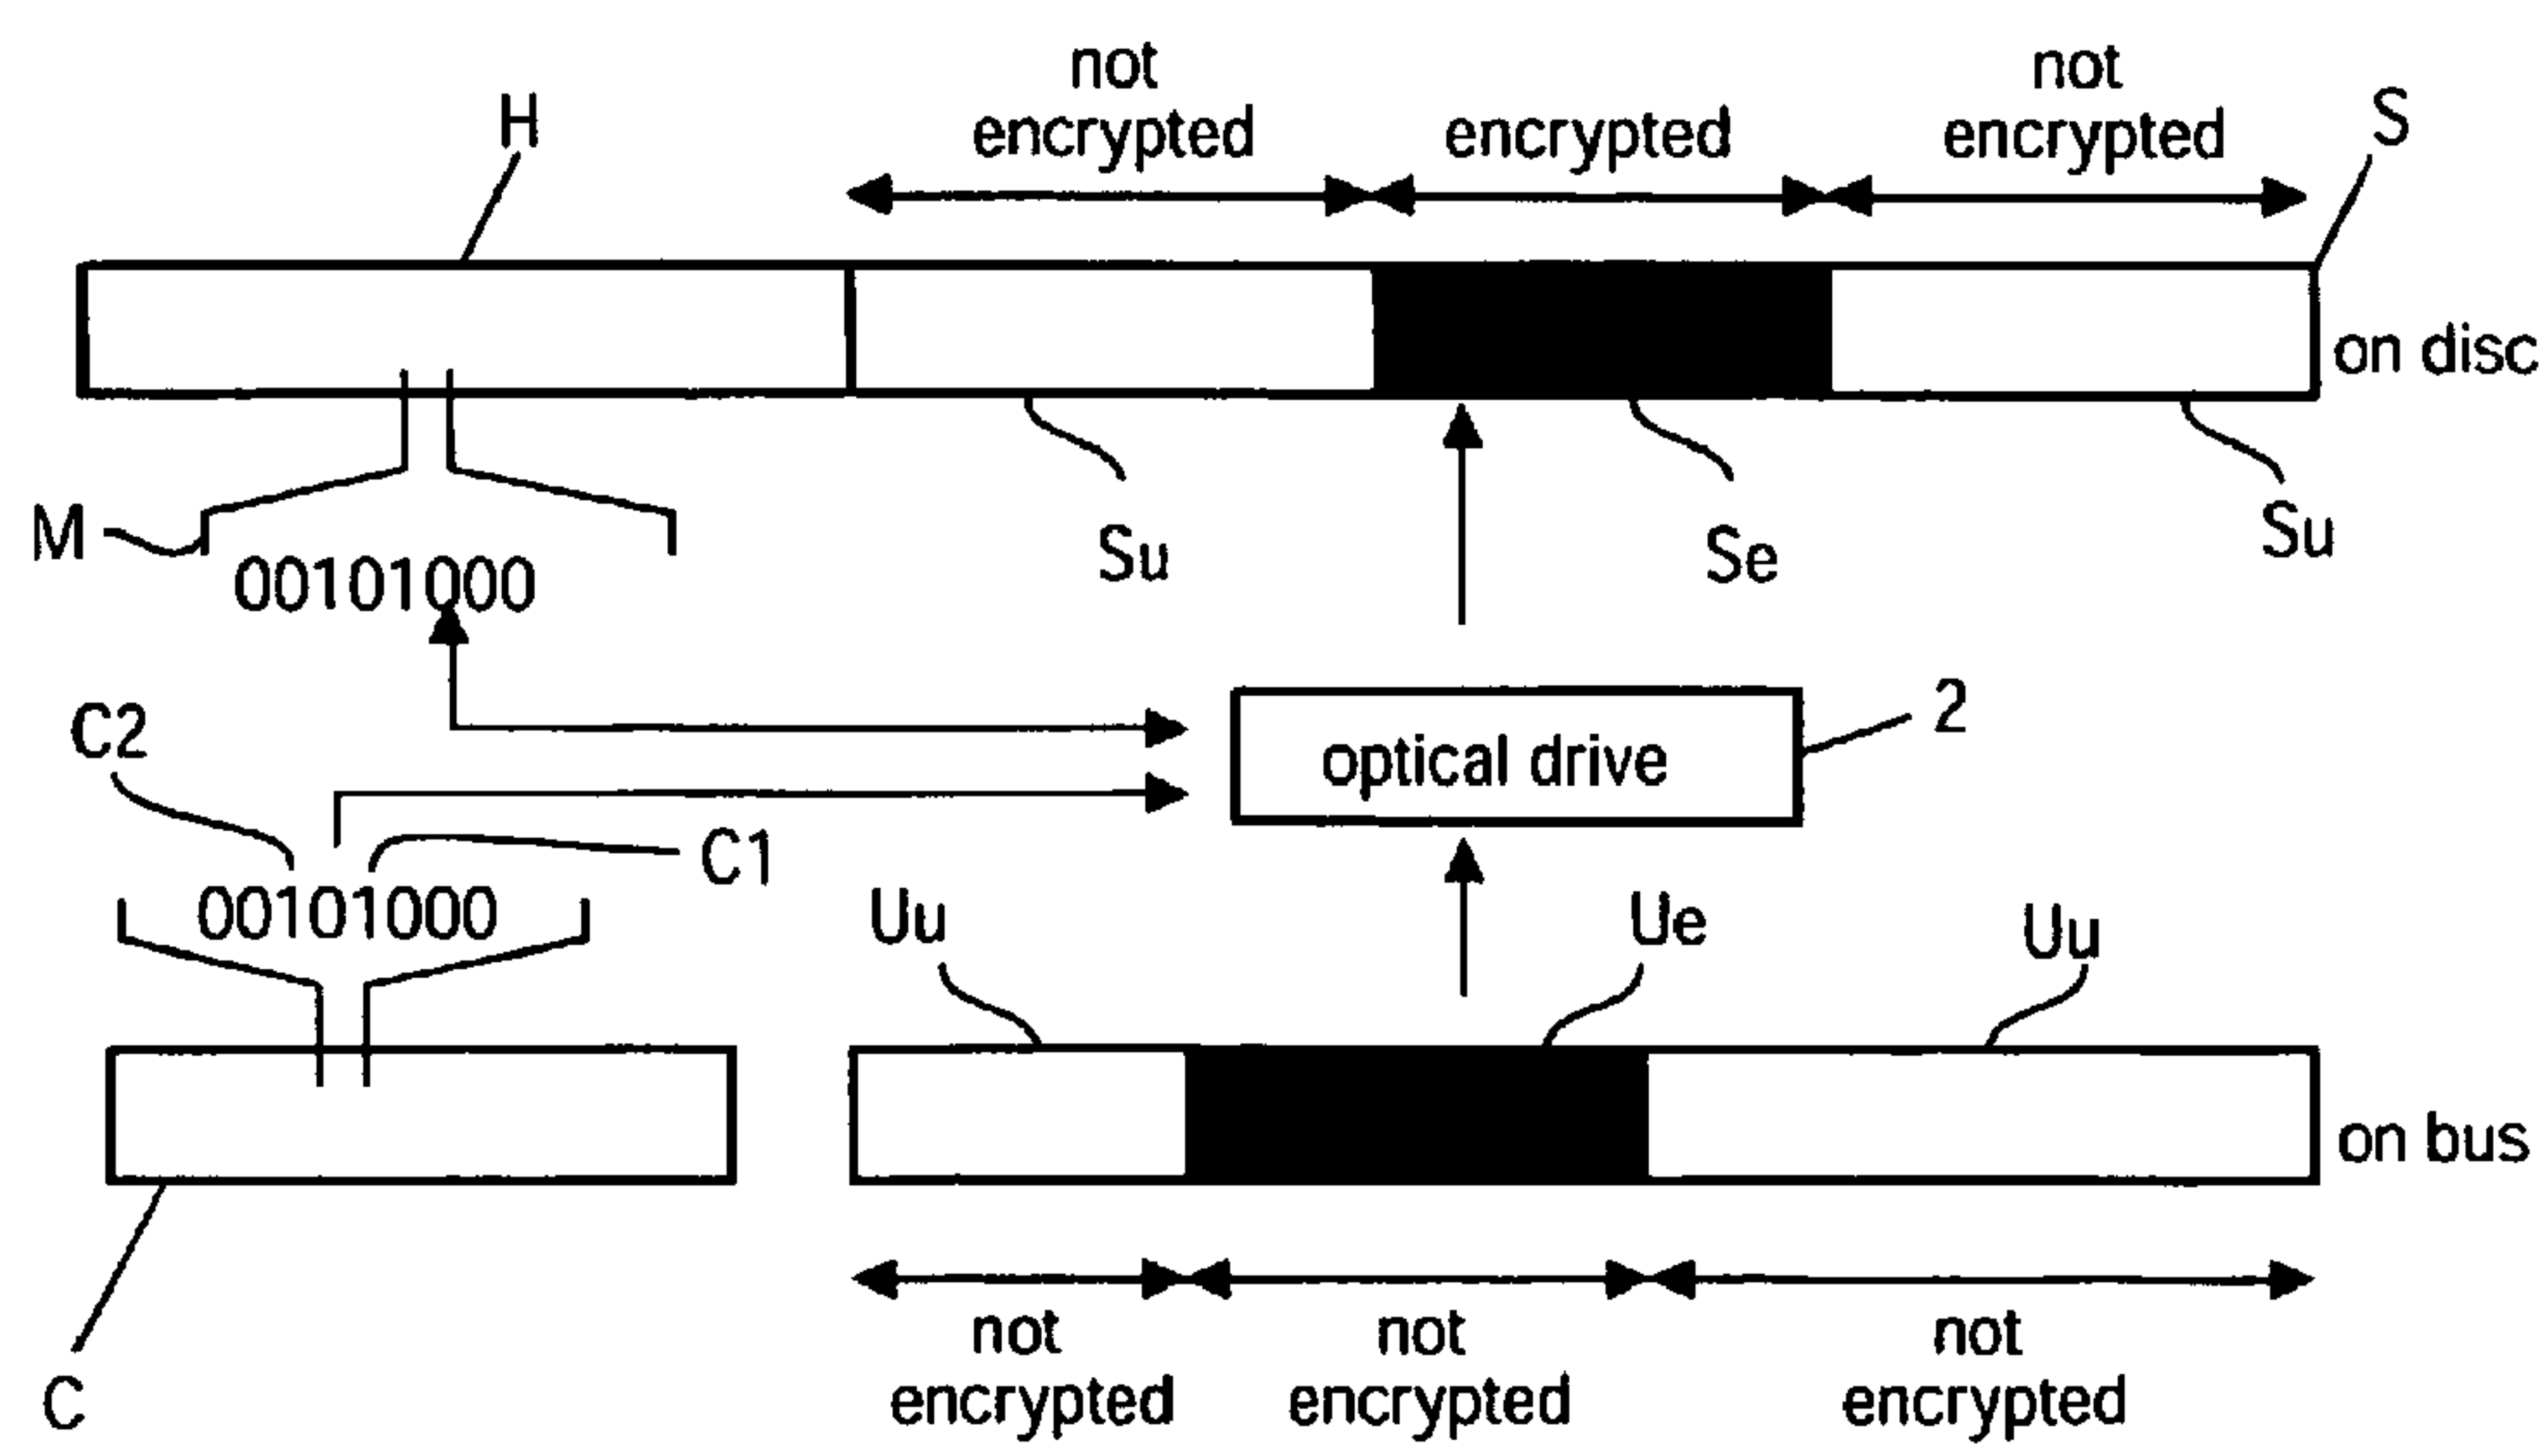 not
encrypted
encrypted
not
encrypted
H
S
on disc
M
00101000
Su
Se
Su
C2
optical drive
2
C1
00101000
Uu
Ue
Uu
on bus
C
not
encrypted
not
encrypted
not
encrypted